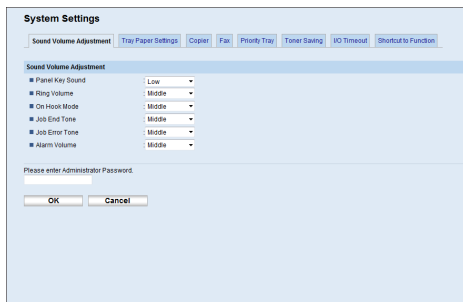 System Settings
Sound Volume Adjustment Tray Paper Settings Copier Fax Priority Tray Toner Saving I/O Timeout Shortcut to Function
Sound Volume Adjustment
Panel Key Sound : Low
Ring Volume : Middle
On Hook Mode : Middle
Job End Tone : Middle
Job Error Tone : Middle
Alarm Volume : Middle
Please enter Administrator Password.
OK Cancel